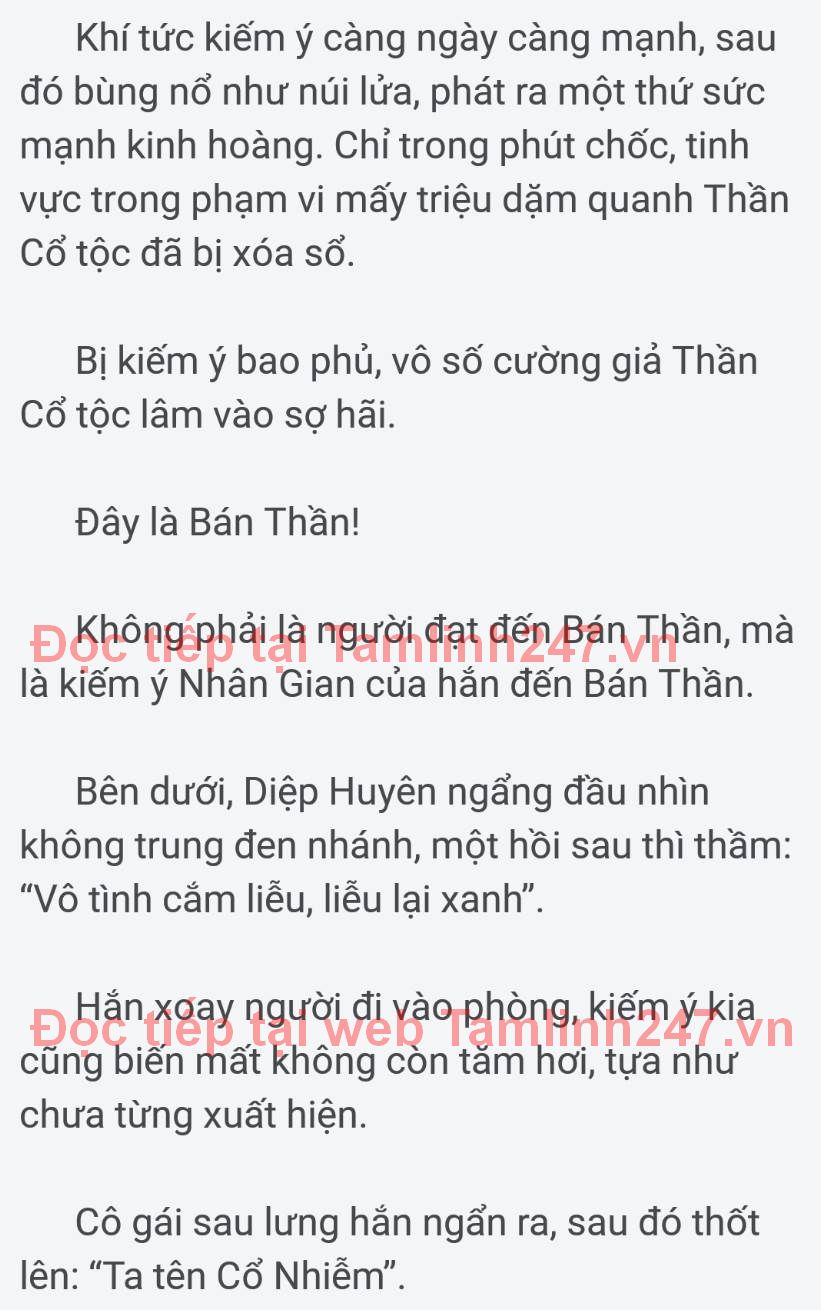 Khí tức kiếm ý càng ngày càng mạnh, sau
đó bùng nổ như núi lửa, phát ra một thứ sức
mạnh kinh hoàng. Chỉ trong phút chốc, tinh
vực trong phạm vi mấy triệu dặm quanh Thần
Cổ tộc đã bị xóa sổ.
Bị kiếm ý bao phủ, vô số cường giả Thần
Cổ tộc lâm vào sợ hãi.
Đây là Bán Thần!
Không phải là người đạt đến Bán Thần, mà
Đọc tiếp tại Tamlinh247.vn
là kiếm ý Nhân Gian của hắn đến Bán Thần.
Bên dưới, Diệp Huyên ngẩng đầu nhìn
không trung đen nhánh, một hồi sau thì thầm:
“Vô tình cắm liễu, liễu lại xanh”.
Hắn xoay người đi vào phòng, kiếm ý kia
Đọc tiếp tại web Tamlinh247.vn
cũng biến mất không còn tăm hơi, tựa như
chưa từng xuất hiện.
Cô gái sau lưng hắn ngẩn ra, sau đó thốt
lên: “Ta tên Cổ Nhiễm”.